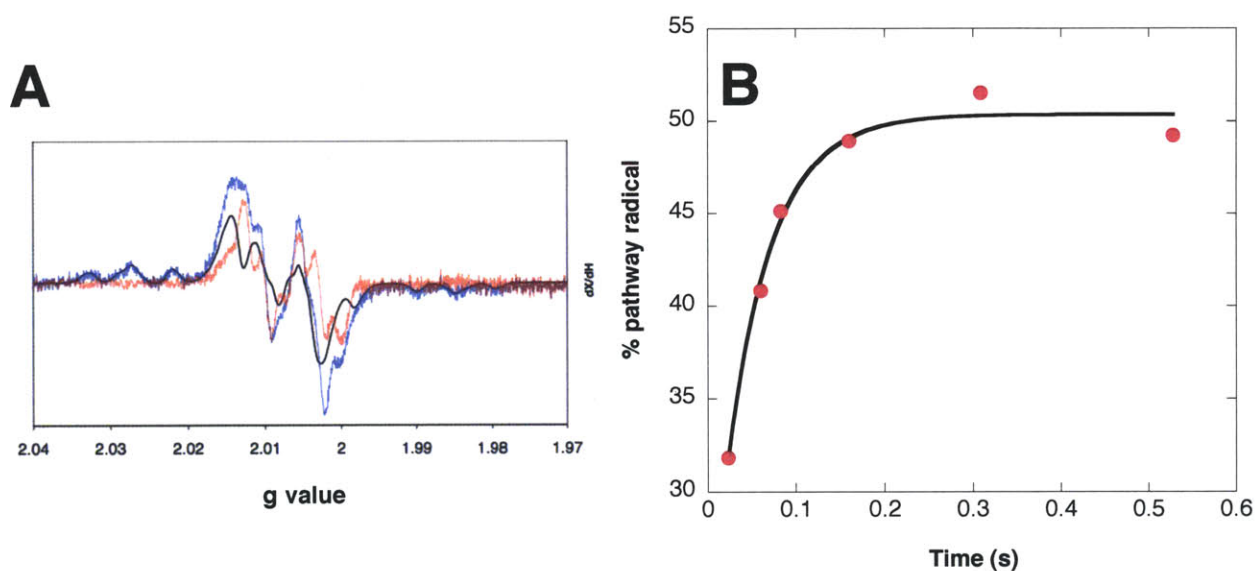 A
dX/dH
2.04 2.03 2.02 2.01 2 1.99 1.98 1.97
g value
B
% pathway radical
55
50
45
40
35
30
0 0.1 0.2 0.3 0.4 0.5 0.6
Time (s)